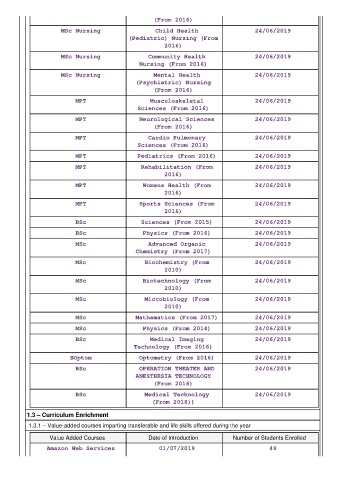 (From 2016)
MSc Nursing Child Health 24/06/2019
(Pediatric) Nursing (From
2016)
MSc Nursing Community Health 24/06/2019
Nursing (From 2016)
MSc Nursing Mental Health 24/06/2019
(Psychiatric) Nursing
(From 2016)
MPT Musculoskeletal 24/06/2019
Sciences (From 2016)
MPT Neurological Sciences 24/06/2019
(From 2016)
MPT Cardio Pulmonary 24/06/2019
Sciences (From 2016)
MPT Pediatrics (From 2016) 24/06/2019
MPT Rehabilitation (From 24/06/2019
2016)
MPT Womens Health (From 24/06/2019
2016)
MPT Sports Sciences (From 24/06/2019
2016)
BSc Sciences (From 2015) 24/06/2019
BSc Physics (From 2016) 24/06/2019
MSc Advanced Organic 24/06/2019
Chemistry (From 2017)
MSc Biochemistry (From 24/06/2019
2010)
MSc Biotechnology (From 24/06/2019
2010)
MSc Microbiology (From 24/06/2019
2010)
MSc Mathematics (From 2017) 24/06/2019
MSc Physics (From 2014) 24/06/2019
BSc Medical Imaging 24/06/2019
Technology (From 2016)
BOptom Optometry (From 2016) 24/06/2019
BSc OPERATION THEATER AND 24/06/2019
ANESTHESIA TECHNOLOGY
(From 2016)
BSc Medical Technology 24/06/2019
(From 2018)]
1.3 – Curriculum Enrichment
1.3.1 – Value-added courses imparting transferable and life skills offered during the year
Value Added Courses Date of Introduction Number of Students Enrolled
Amazon Web Services 01/07/2019 49